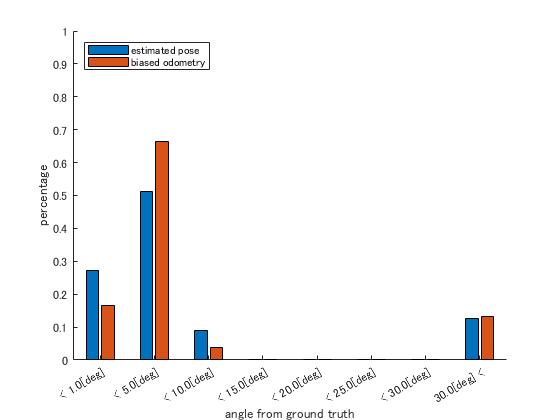 1
0.9
0.8
0.7
0.6
0.5
0.4
0.3
0.2
0.1
0
percentage
estimated pose
biased odometry
< 1.0[deg]
< 5.0[deg]
< 10.0[deg]
< 15.0[deg]
< 20.0[deg]
< 25.0[deg]
< 30.0[deg]
30.0[deg] <
angle from ground truth